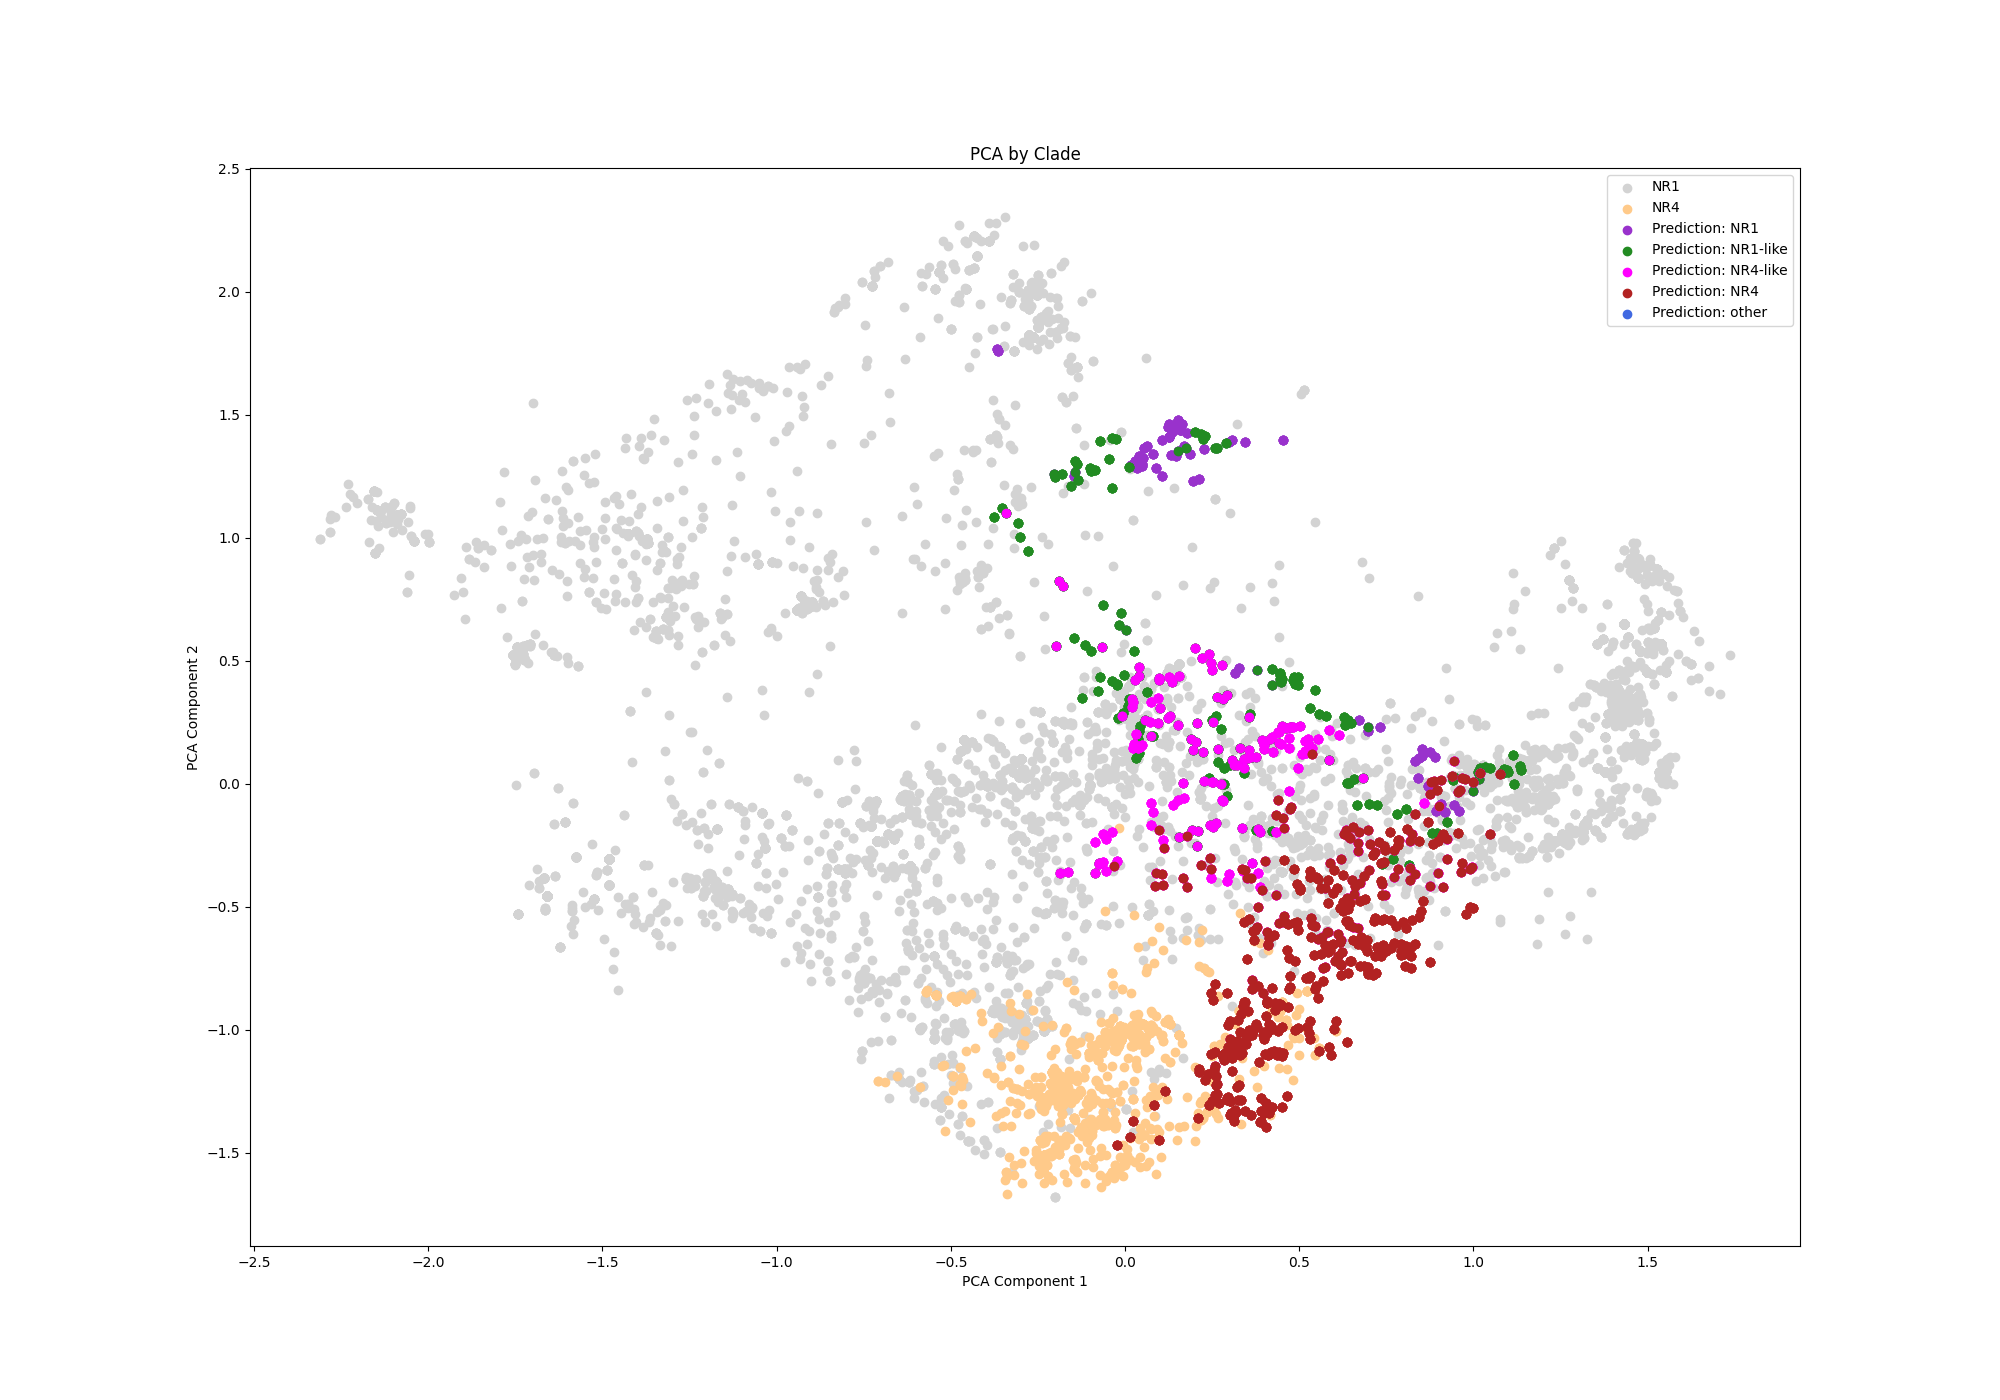 PCA by Clade
2.5
2.0
1.5
1.0
0.5
0.0
−0.5
−1.0
−1.5
PCA Component 2
NR1
NR4
Prediction: NR1
Prediction: NR1-like
Prediction: NR4-like
Prediction: NR4
Prediction: other
−2.5 −2.0 −1.5 −1.0 −0.5 0.0 0.5 1.0 1.5
PCA Component 1